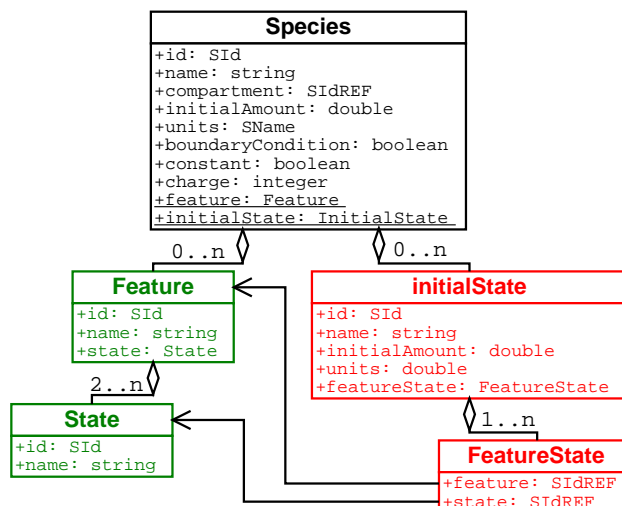 Species
+id: SId
+name: string
+compartment: SIdREF
+initialAmount: double
+units: SName
+boundaryCondition: boolean
+constant: boolean
+charge: integer
+feature: Feature
+initialState: InitialState
0..n
0..n
Feature
+id: SId
+name: string
+state: State
initialState
+id: SId
+name: string
+initialAmount: double
+units: double
+featureState: FeatureState
2..n
1..n
State
+id: SId
+name: string
FeatureState
+feature: SIdREF
+state: SIdREF